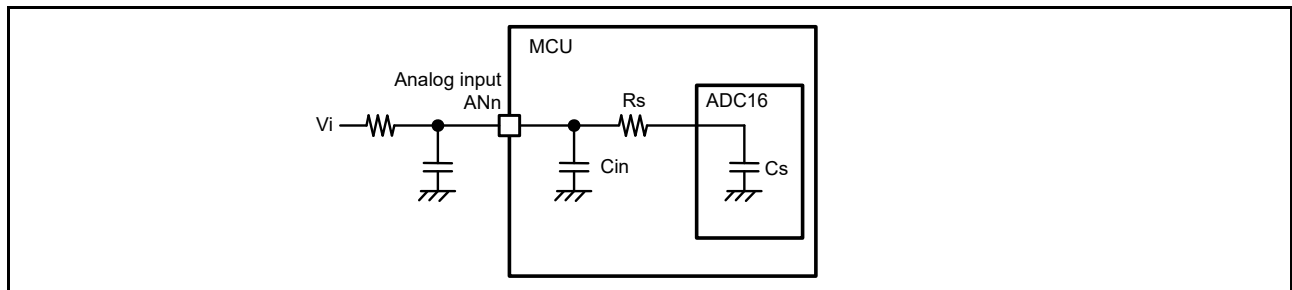 MCU
Analog input
ANn
Rs
ADC16
Vi
Cin
Cs